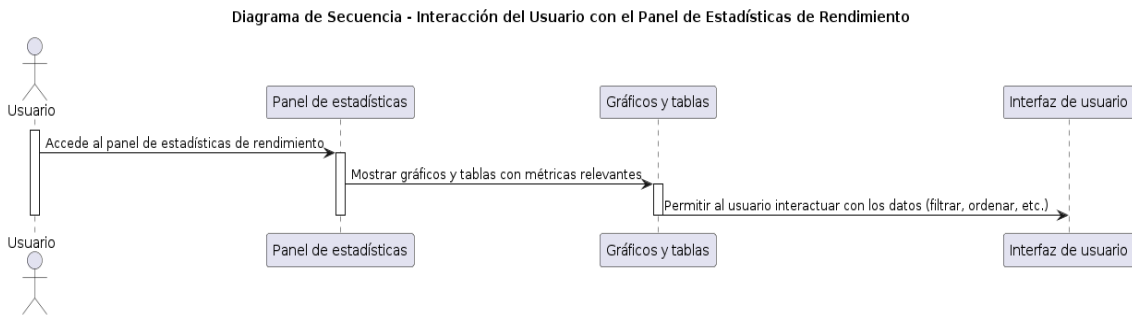 Diagrama de Secuencia - Interacción del Usuario con el Panel de Estadísticas de Rendimiento
Usuario
Panel de estadísticas
Gráficos y tablas
Interfaz de usuario
Accede al panel de estadísticas de rendimiento
Mostrar gráficos y tablas con métricas relevantes
Permitir al usuario interactuar con los datos (filtrar, ordenar, etc.)
Usuario
Panel de estadísticas
Gráficos y tablas
Interfaz de usuario